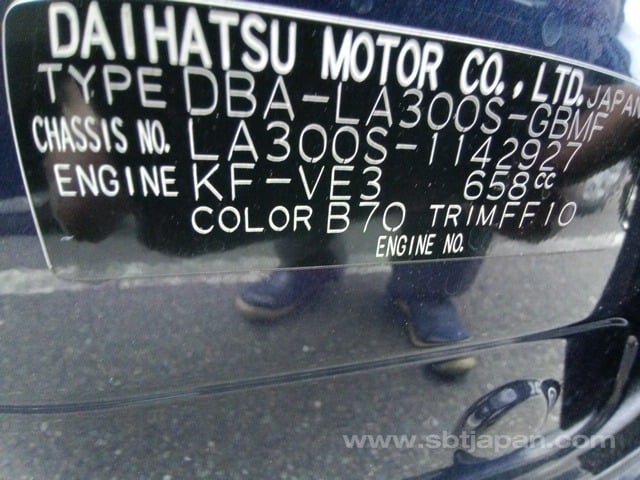 DAIHATSU MOTOR CO., LTD. JAPAN
TYPE DBA-LA300S-GBMF
CHASSIS NO. LA300S-1142927
ENGINE KF-VE3 658cc
COLOR B70 TRIM FF10
ENGINE NO.
www.sbtjapan.com